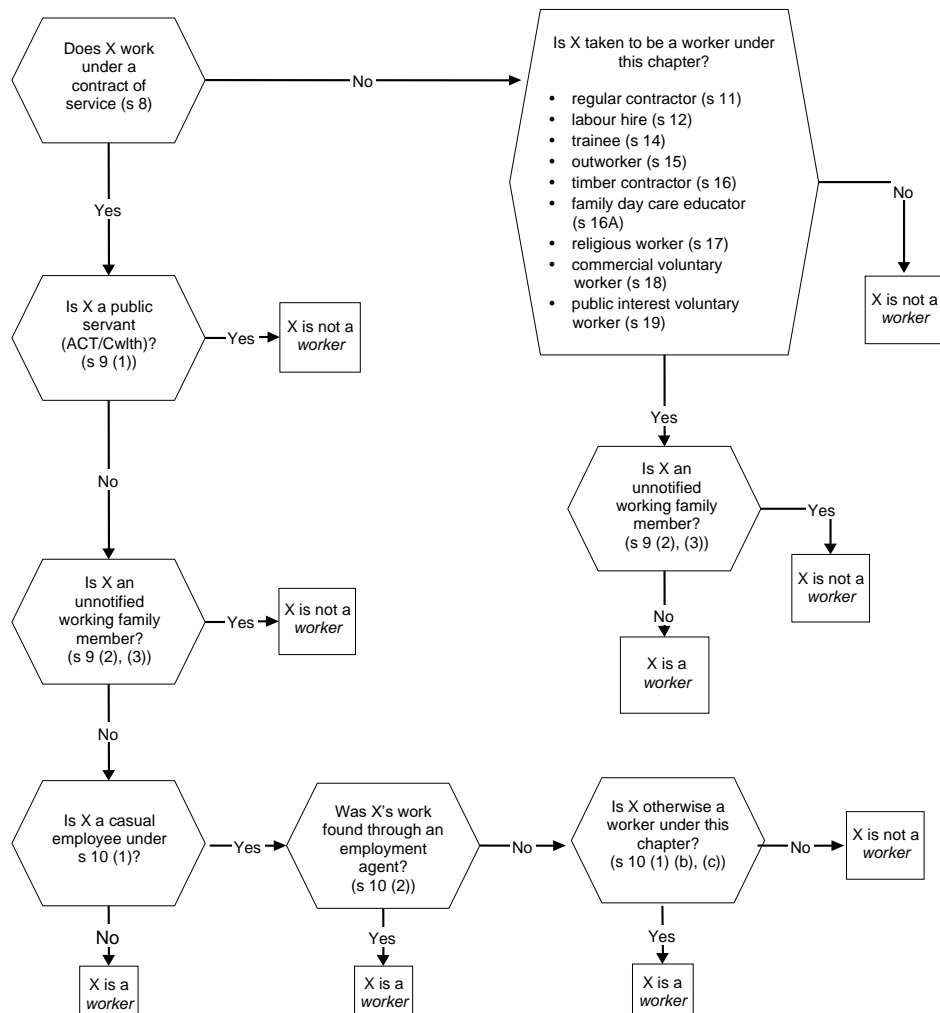 Does X work
under a
contract of
service (s 8)
No
Is X taken to be a worker under
this chapter?
• regular contractor (s 11)
• labour hire (s 12)
• trainee (s 14)
• outworker (s 15)
• timber contractor (s 16)
• family day care educator
(s 16A)
• religious worker (s 17)
• commercial voluntary
worker (s 18)
• public interest voluntary
worker (s 19)
No
X is not a
worker
Yes
Is X a public
servant
(ACT/Cwlth)?
(s 9 (1))
Yes
X is not a
worker
Yes
Is X an
unnotified
working family
member?
(s 9 (2), (3))
Yes
X is not a
worker
No
X is a
worker
No
Is X an
unnotified
working family
member?
(s 9 (2), (3))
Yes
X is not a
worker
No
Is X a casual
employee under
s 10 (1)?
Yes
Was X's work
found through an
employment
agent?
(s 10 (2))
No
Is X otherwise a
worker under this
chapter?
(s 10 (1) (b), (c))
No
X is not a
worker
No
X is a
worker
Yes
X is a
worker
Yes
X is a
worker